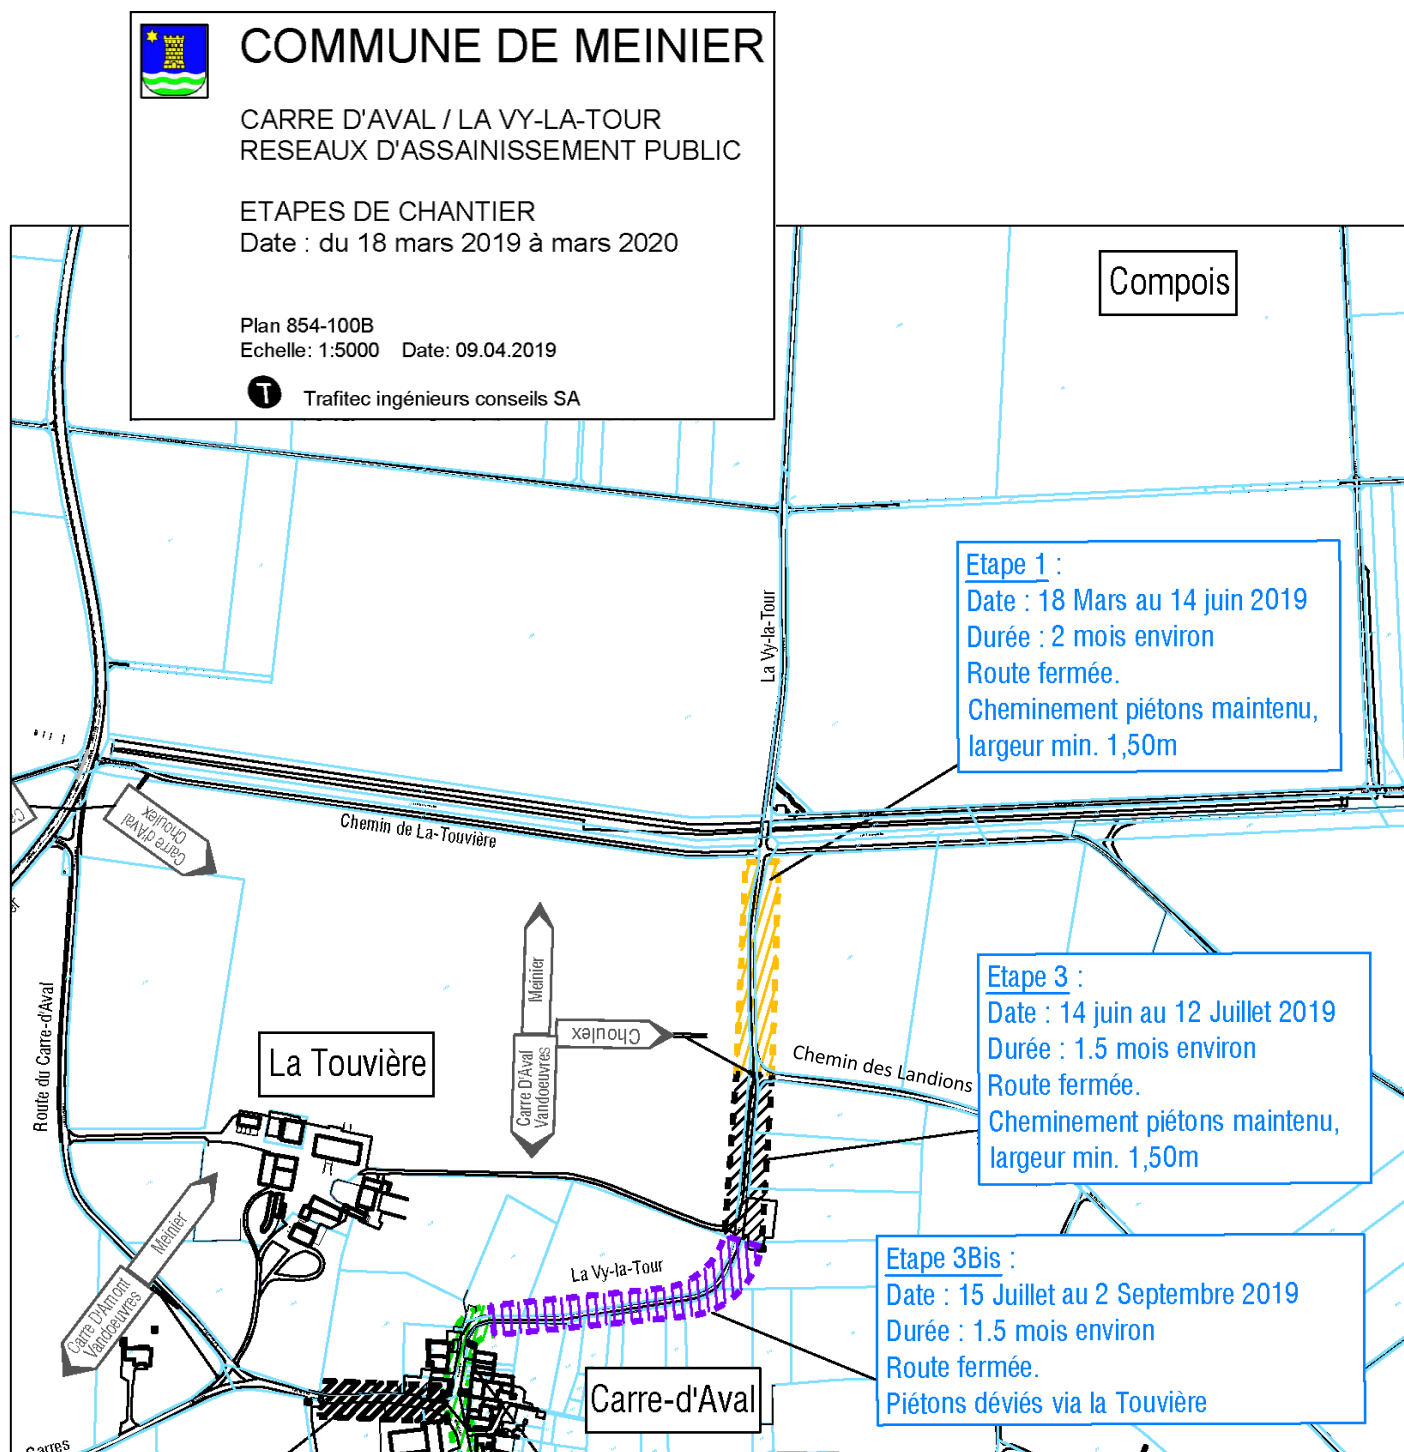 COMMUNE DE MEINIER
CARRE D'AVAL / LA VY-LA-TOUR
RESEAUX D'ASSAINISSEMENT PUBLIC
ETAPES DE CHANTIER
Date : du 18 mars 2019 à mars 2020
Plan 854-100B
Echelle: 1:5000 Date: 09.04.2019
T
Trafitec ingénieurs conseils SA
Compois
Etape 1 :
Date : 18 Mars au 14 juin 2019
Durée : 2 mois environ
Route fermée.
Cheminement piétons maintenu,
largeur min. 1,50m
La Vy-la-Tour
Chemin de La-Touvière
Carre d'Aval
Choulex
Route du Carre-d'Aval
La Touvière
Meinier
Choulex
Carre D'Aval
Vandoeuvres
Chemin des Landions
Etape 3 :
Date : 14 juin au 12 Juillet 2019
Durée : 1.5 mois environ
Route fermée.
Cheminement piétons maintenu,
largeur min. 1,50m
Meinier
Carre D'Amont
Vandoeuvres
La Vy-la-Tour
Etape 3Bis :
Date : 15 Juillet au 2 Septembre 2019
Durée : 1.5 mois environ
Route fermée.
Piétons déviés via la Touvière
Carre-d'Aval